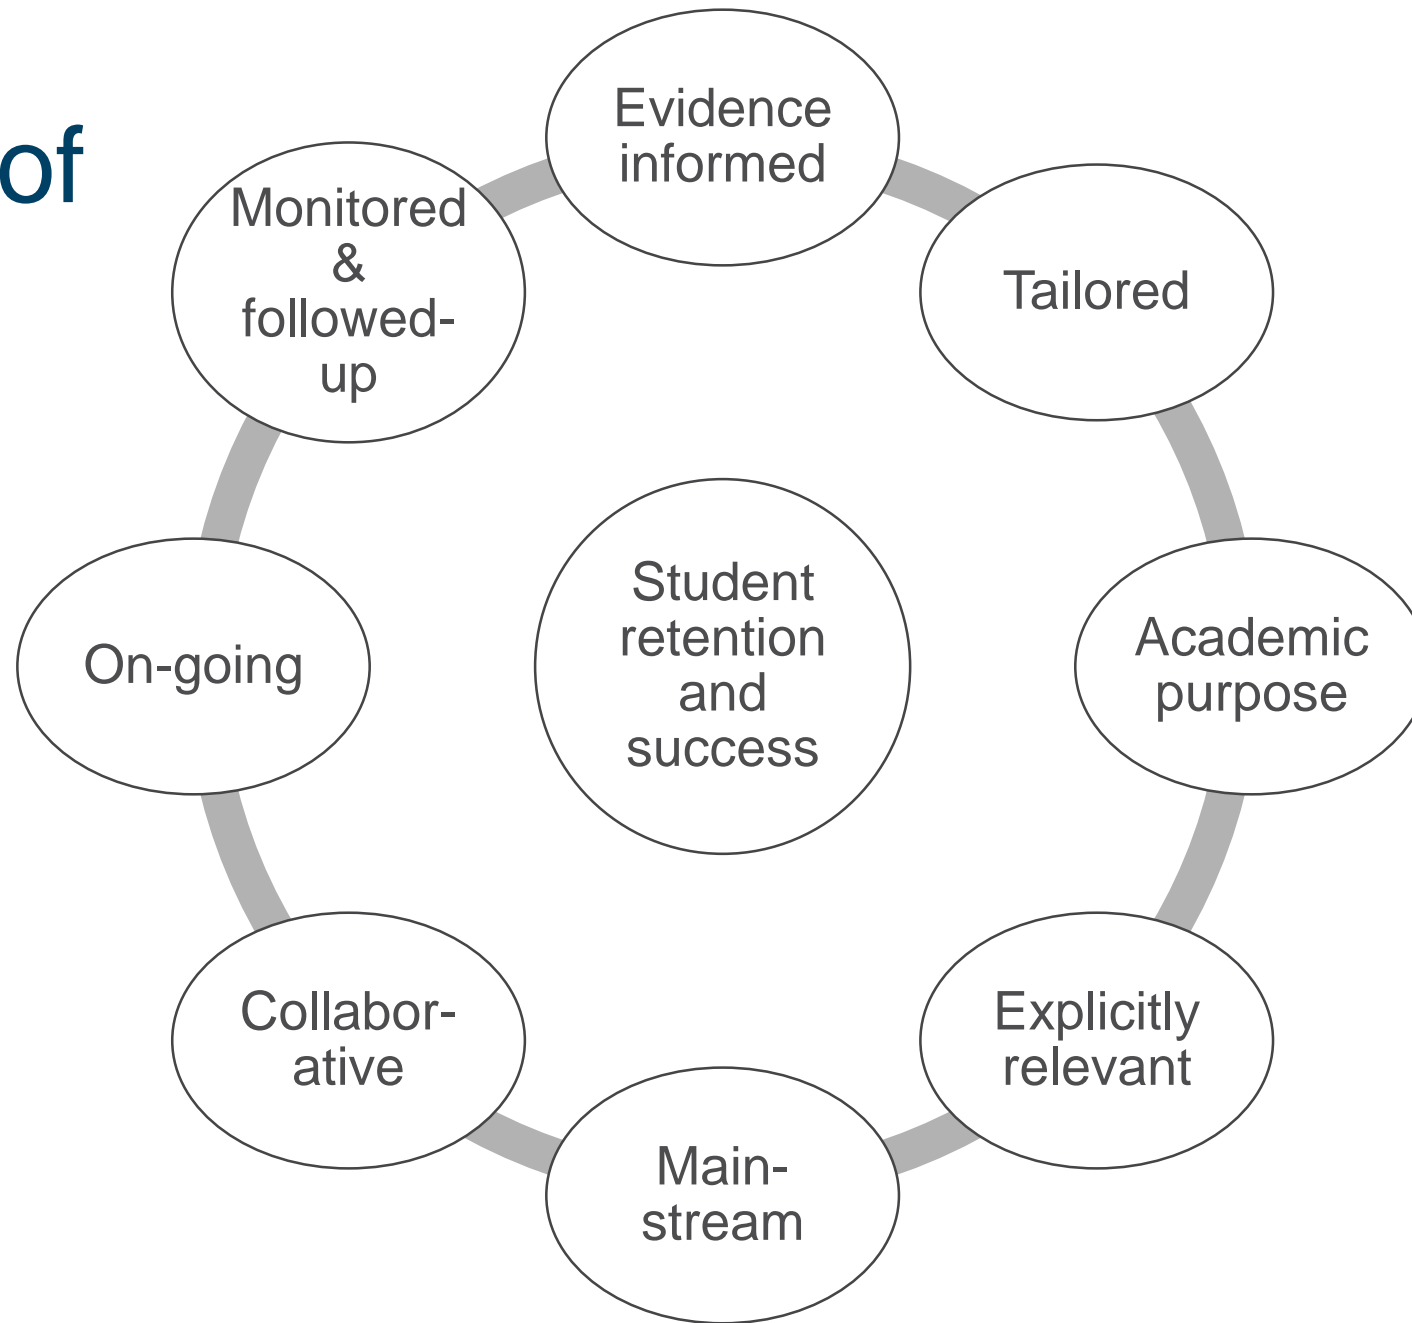 of
Evidence
informed
Tailored
Academic
purpose
Explicitly
relevant
Main-
stream
Collabor-
ative
On-going
Monitored
&
followed-
up
Student
retention
and
success